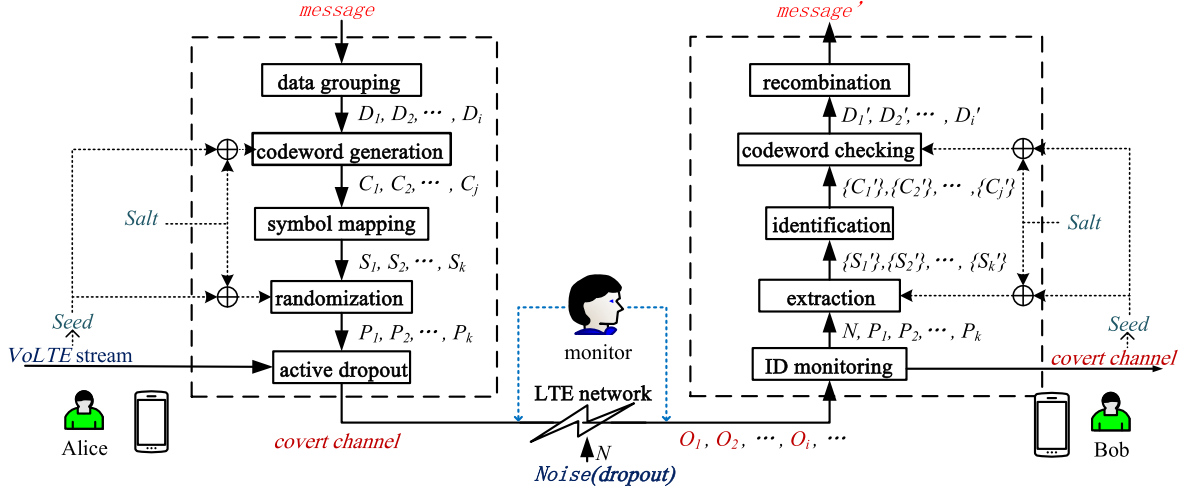 message
message'
data grouping
recombination
D1, D2, ⋯ , Di
D1', D2', ⋯ , Di'
codeword generation
codeword checking
C1, C2, ⋯ , Cj
{C1'},{C2'}, ⋯ ,{Cj'}
Salt
symbol mapping
identification
Salt
S1, S2, ⋯, Sk
{S1'},{S2'}, ⋯, {Sk'}
randomization
extraction
Seed
P1, P2, ⋯, Pk
monitor
N, P1, P2, ⋯, Pk
Seed
VoLTE stream
active dropout
ID monitoring
covert channel
LTE network
Alice
covert channel
N
O1, O2, ⋯, Oi, ⋯
Bob
Noise(dropout)